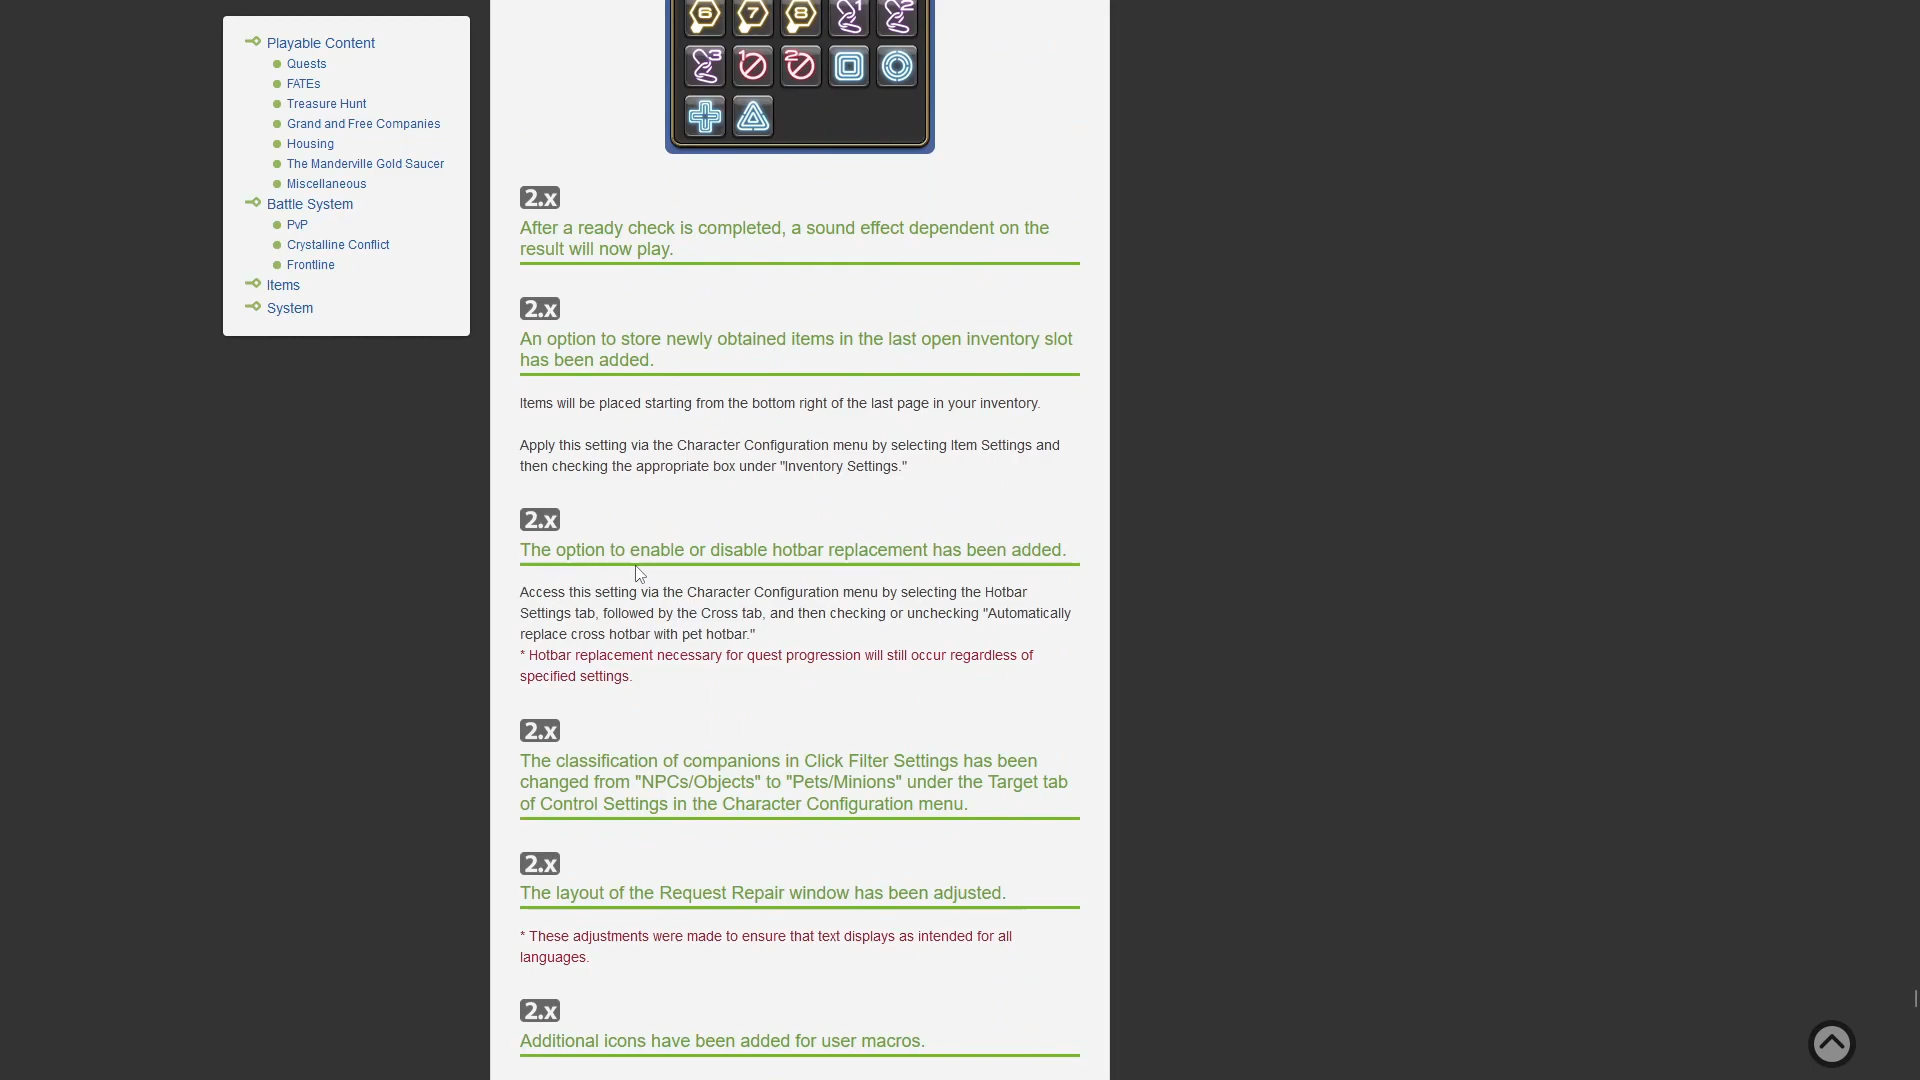 Playable Content
Quests
FATEs
Treasure Hunt
Grand and Free Companies
Housing
The Manderville Gold Saucer
Miscellaneous
Battle System
PvP
Crystalline Conflict
Frontline
Items
System
6 7 8 1 2
3 1 2
2.x
After a ready check is completed, a sound effect dependent on the
result will now play.
2.x
An option to store newly obtained items in the last open inventory slot
has been added.
Items will be placed starting from the bottom right of the last page in your inventory.
Apply this setting via the Character Configuration menu by selecting Item Settings and
then checking the appropriate box under "Inventory Settings."
2.x
The option to enable or disable hotbar replacement has been added.
Access this setting via the Character Configuration menu by selecting the Hotbar
Settings tab, followed by the Cross tab, and then checking or unchecking "Automatically
replace cross hotbar with pet hotbar."
* Hotbar replacement necessary for quest progression will still occur regardless of
specified settings.
2.x
The classification of companions in Click Filter Settings has been
changed from "NPCs/Objects" to "Pets/Minions" under the Target tab
of Control Settings in the Character Configuration menu.
2.x
The layout of the Request Repair window has been adjusted.
* These adjustments were made to ensure that text displays as intended for all
languages.
2.x
Additional icons have been added for user macros.